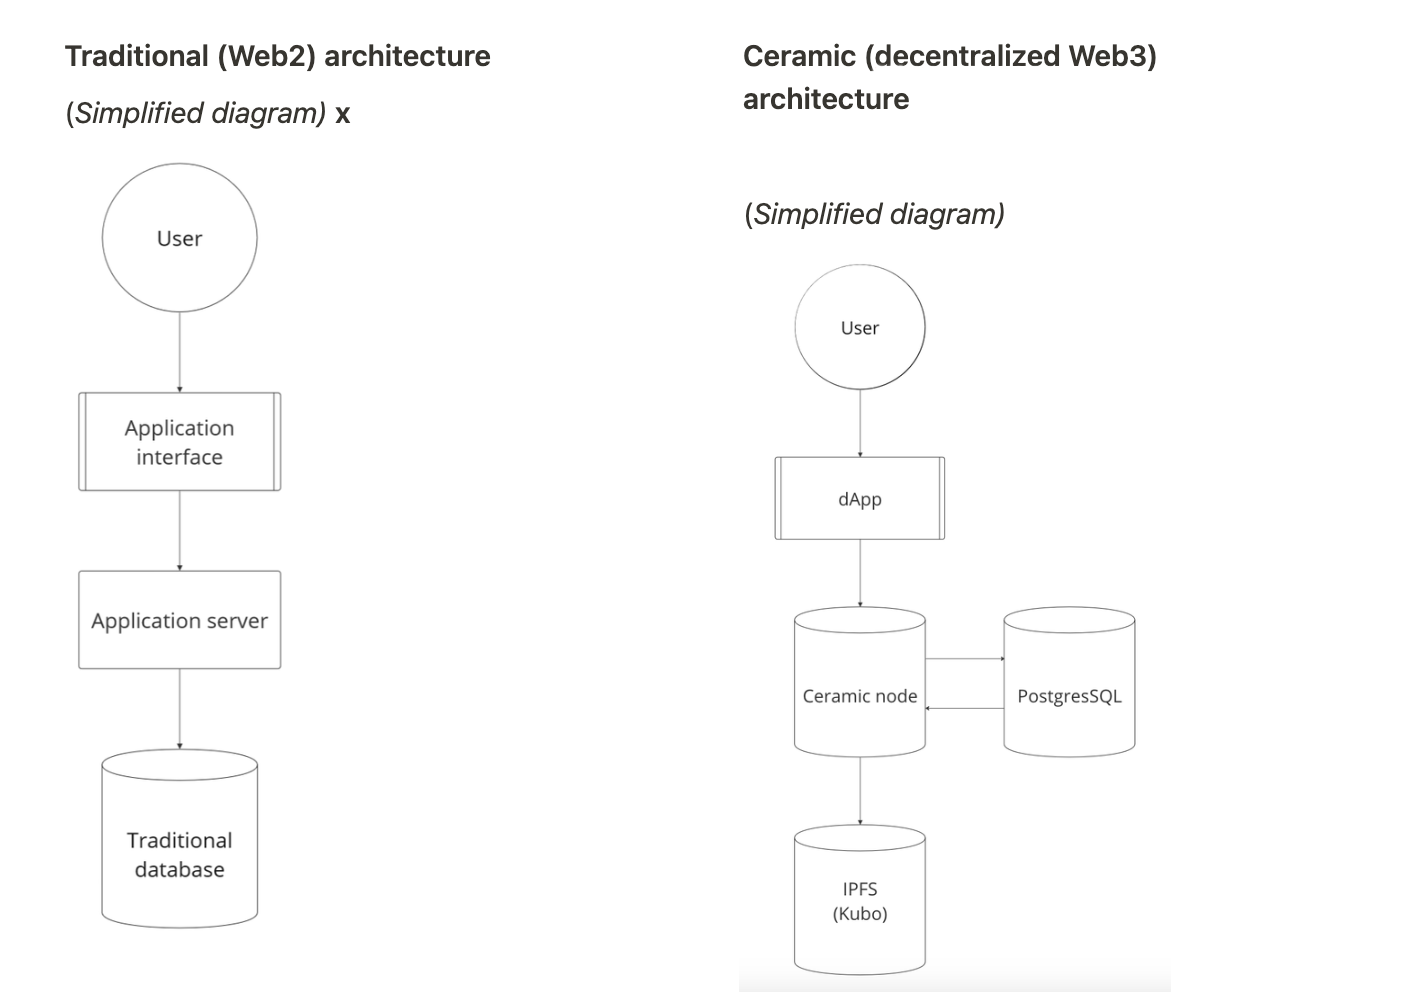 Traditional (Web2) architecture
(Simplified diagram) x
User
Application
interface
Application server
Traditional
database
Ceramic (decentralized Web3)
architecture
(Simplified diagram)
User
dApp
Ceramic node
PostgresSQL
IPFS
(Kubo)